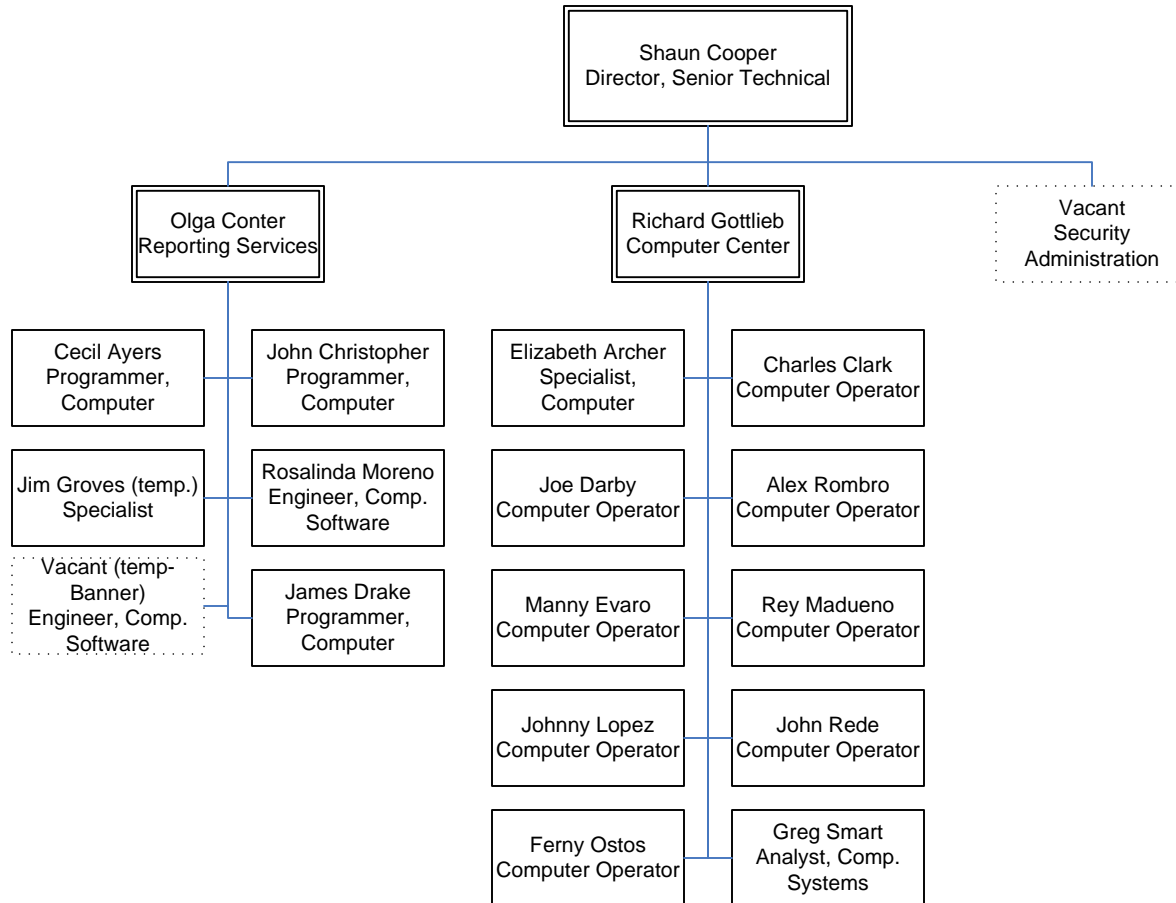 Shaun Cooper
Director, Senior Technical
Olga Conter
Reporting Services
Richard Gottlieb
Computer Center
Vacant
Security
Administration
Cecil Ayers
Programmer,
Computer
John Christopher
Programmer,
Computer
Elizabeth Archer
Specialist,
Computer
Charles Clark
Computer Operator
Jim Groves (temp.)
Specialist
Rosalinda Moreno
Engineer, Comp.
Software
Joe Darby
Computer Operator
Alex Rombro
Computer Operator
Vacant (temp-
Banner)
Engineer, Comp.
Software
James Drake
Programmer,
Computer
Manny Evaro
Computer Operator
Rey Madueno
Computer Operator
Johnny Lopez
Computer Operator
John Rede
Computer Operator
Ferny Ostos
Computer Operator
Greg Smart
Analyst, Comp.
Systems